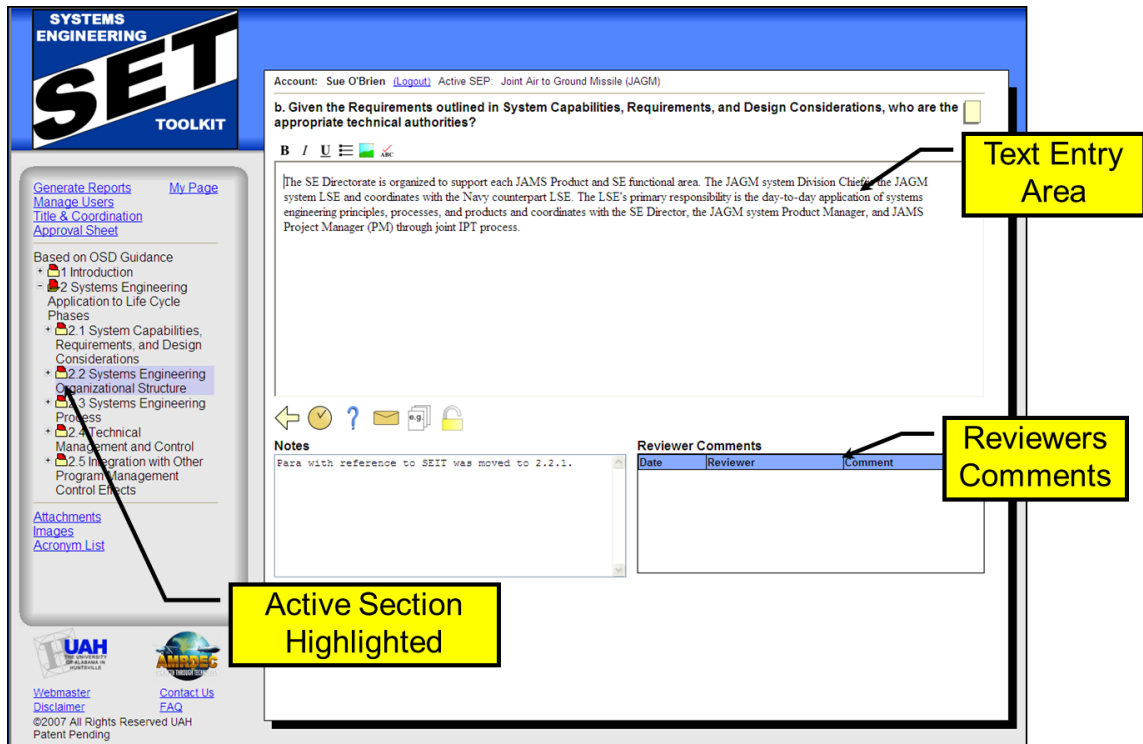 SYSTEMS
ENGINEERING
SET
TOOLKIT
Account: Sue O'Brien (Logout) Active SEP: Joint Air to Ground Missile (JAGM)
b. Given the Requirements outlined in System Capabilities, Requirements, and Design Considerations, who are the
appropriate technical authorities?
B I U ABC
The SE Directorate is organized to support each JAMS Product and SE functional area. The JAGM system Division Chief is the JAGM
system LSE and coordinates with the Navy counterpart LSE. The LSE's primary responsibility is the day-to-day application of systems
engineering principles, processes, and products and coordinates with the SE Director, the JAGM system Product Manager, and JAMS
Project Manager (PM) through joint IPT process.
Text Entry
Area
Generate Reports My Page
Manage Users
Title & Coordination
Approval Sheet
Based on OSD Guidance
1 Introduction
2 Systems Engineering
Application to Life Cycle
Phases
2.1 System Capabilities,
Requirements, and Design
Considerations
2.2 Systems Engineering
Organizational Structure
2.3 Systems Engineering
Process
2.4 Technical
Management and Control
2.5 Integration with Other
Program Management
Control Effects
Attachments
Images
Acronym List
? e.g.
Notes
Para with reference to SEIT was moved to 2.2.1.
Reviewer Comments
Date Reviewer Comment
Reviewers
Comments
Active Section
Highlighted
UAH
THE UNIVERSITY
OF ALABAMA IN
HUNTSVILLE
AMRDEC
Webmaster Contact Us
Disclaimer FAQ
©2007 All Rights Reserved UAH
Patent Pending